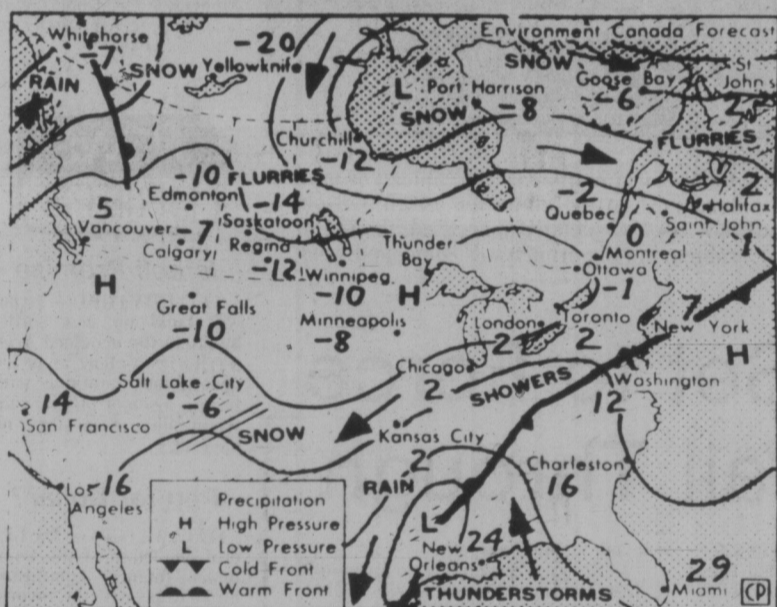 Environment Canada Forecast
Whitehorse
-7
RAIN
SNOW
-20
Yellowknife
L
Port Harrison
SNOW
-8
SNOW
Goose Bay
-6
St
John's
2
Churchill
-12
FLURRIES
-10
Edmonton
FLURRIES
-14
Saskatoon
5
Vancouver
-7
Calgary
Regina
-12
Winnipeg
-10
Thunder
Bay
H
-2
Quebec
0
Montreal
Ottawa
-1
2
Halifax
Saint John
1
H
Great Falls
-10
Minneapolis
-8
London
2
Toronto
2
7
New York
H
Chicago
2
SHOWERS
Washington
12
Salt Lake City
-6
14
San Francisco
SNOW
Kansas City
2
RAIN
Charleston
16
Los
Angeles
16
L
New
Orleans
24
THUNDERSTORMS
29
Miami
CP
Precipitation
H High Pressure
L Low Pressure
Cold Front
Warm Front